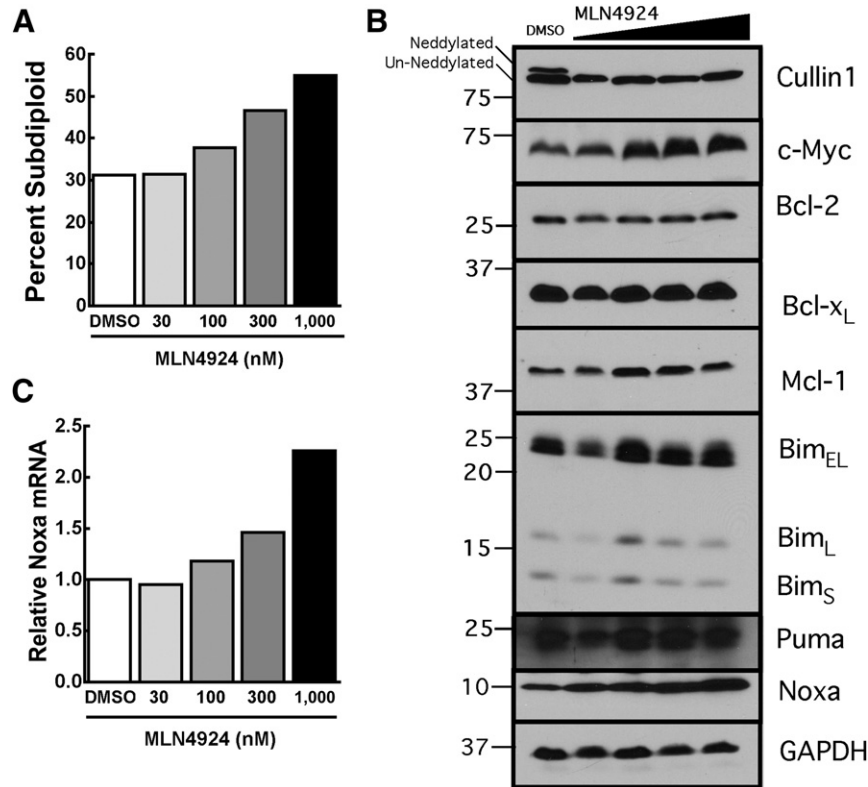 A
Percent Subdiploid
60
50
40
30
20
10
0
DMSO 30 100 300 1,000
MLN4924 (nM)
C
Relative Noxa mRNA
2.5
2.0
1.5
1.0
0.5
0.0
DMSO 30 100 300 1,000
MLN4924 (nM)
B
DMSO MLN4924
Neddylated
Un-Neddylated
75
Cullin1
75
c-Myc
Bcl-2
25
37
Bcl-xL
Mcl-1
37
25
BimEL
20
BimL
15
BimS
25
Puma
10
Noxa
37
GAPDH